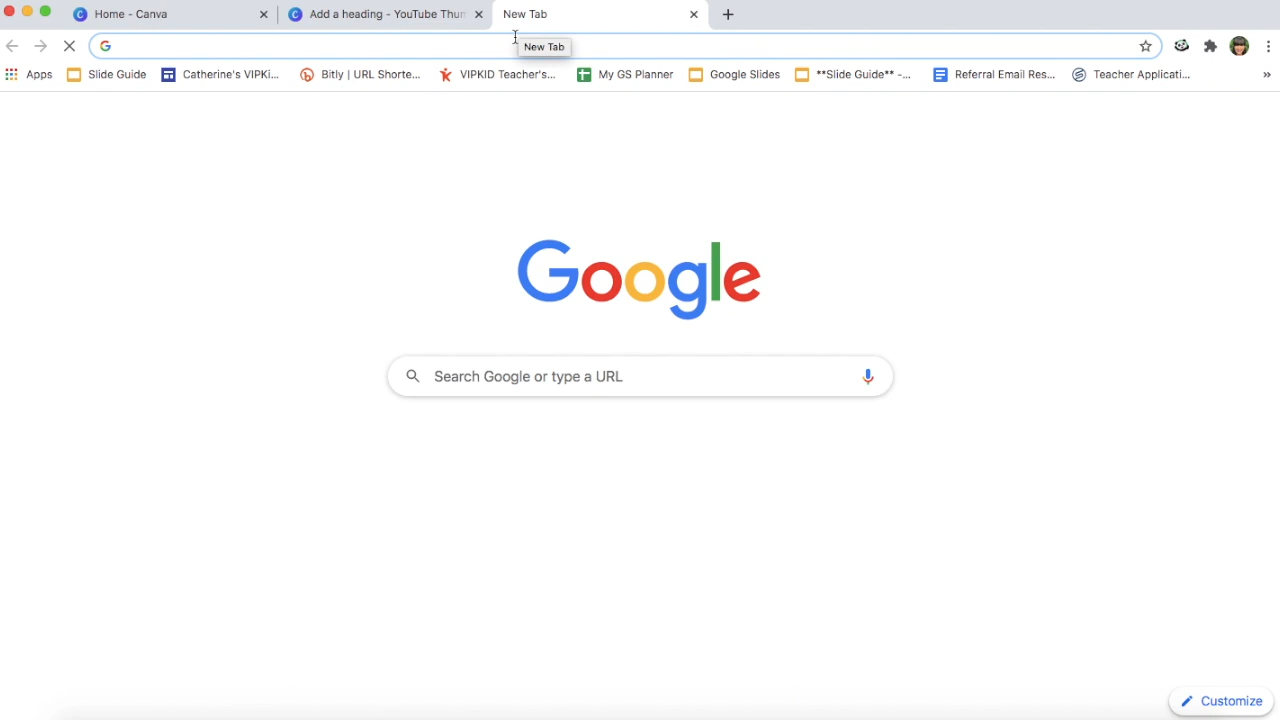 Home - Canva
Add a heading - YouTube Thum
New Tab
New Tab
Apps
Slide Guide
Catherine's VIPKi...
Bitly | URL Shorte...
VIPKID Teacher's...
My GS Planner
Google Slides
**Slide Guide** -...
Referral Email Res...
Teacher Applicati...
Google
Search Google or type a URL
Customize